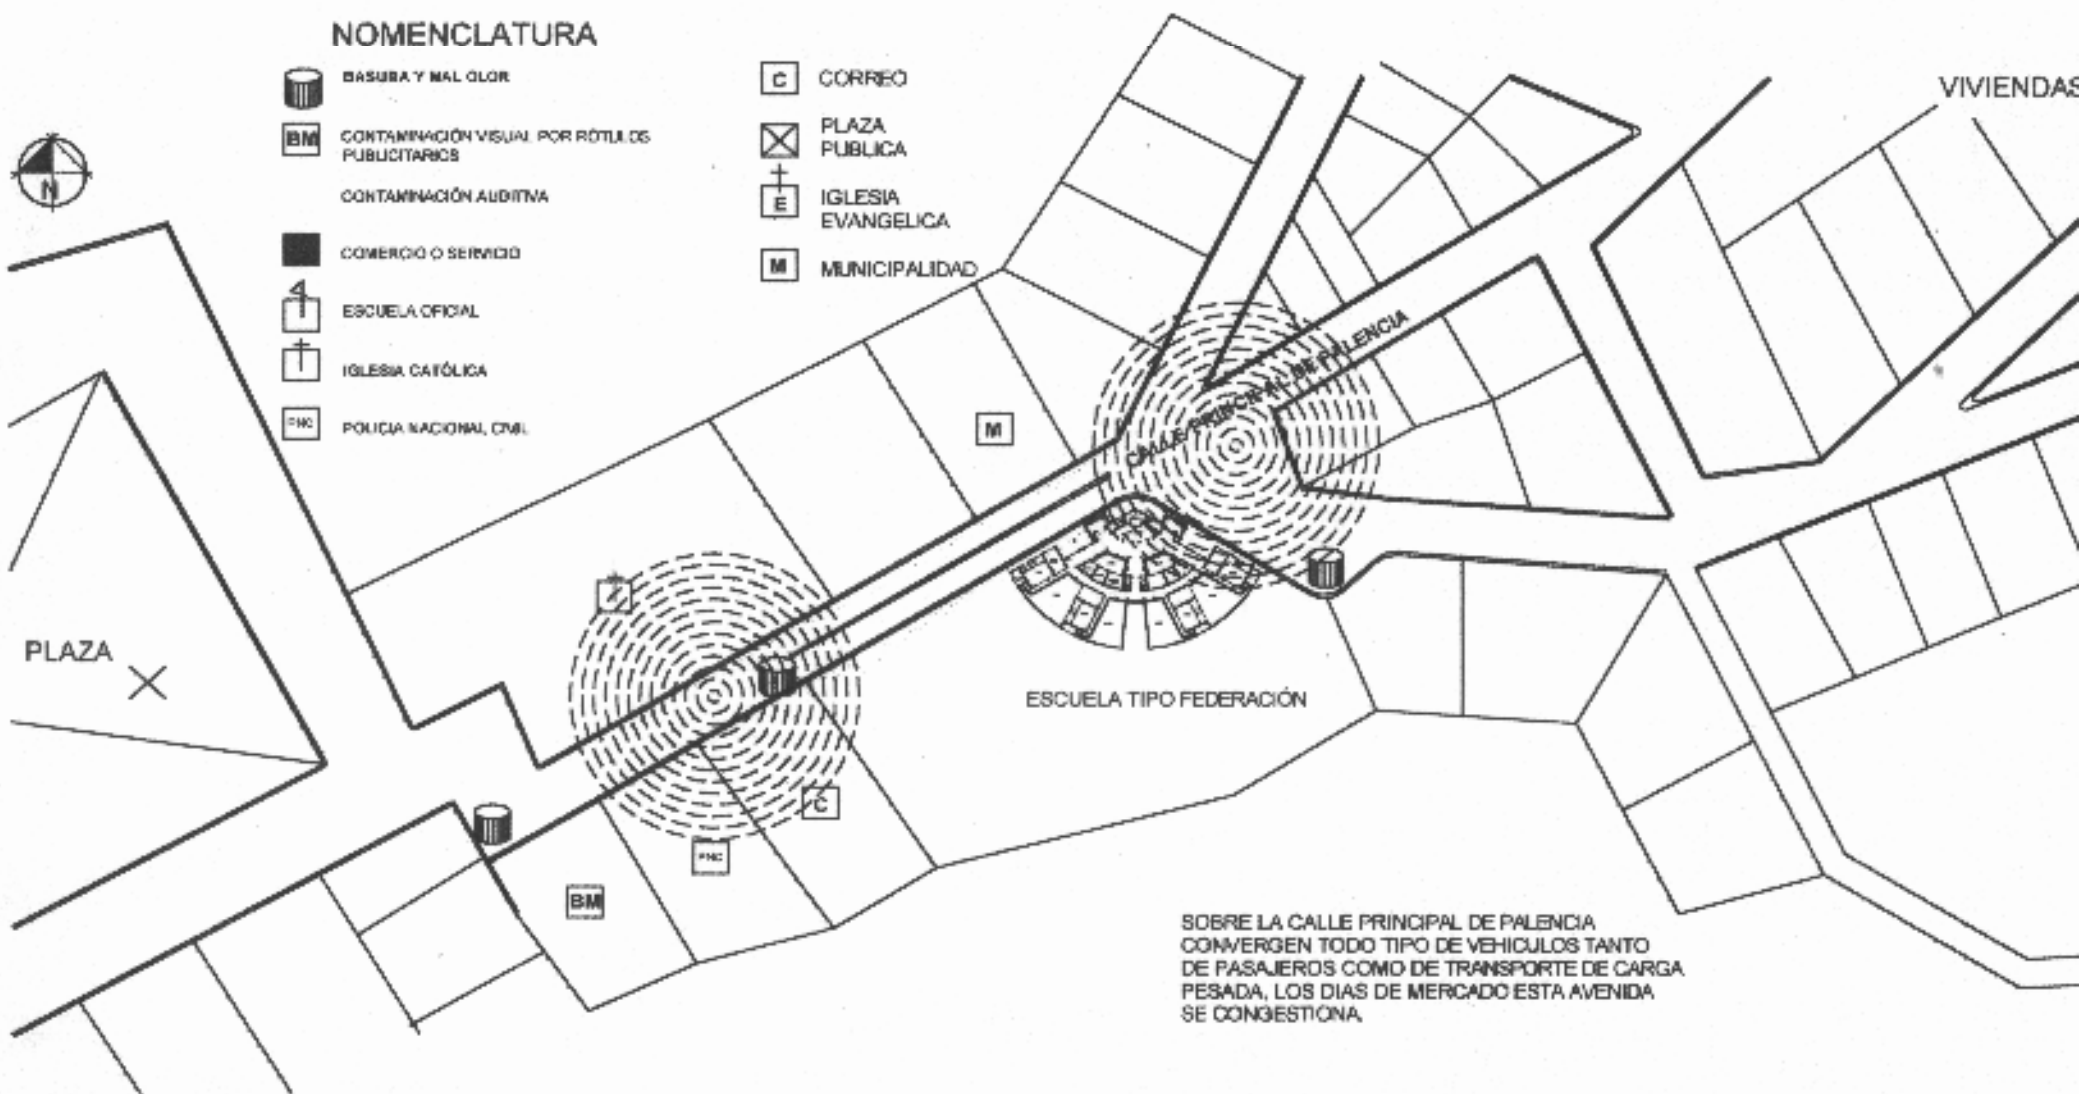 NOMENCLATURA
BASURA Y MAL OLOR
BM
CONTAMINACIÓN VISUAL POR RÓTULOS
PUBLICITARIOS
CONTAMINACIÓN AUDITIVA
COMERCIO O SERVICIO
ESCUELA OFICIAL
IGLESIA CATÓLICA
PNC
POLICIA NACIONAL CIVIL
C
CORREO
PLAZA
PUBLICA
E
IGLESIA
EVANGELICA
M
MUNICIPALIDAD
N
VIVIENDAS
CALLE PRINCIPAL DE PALENCIA
M
PLAZA
ESCUELA TIPO FEDERACIÓN
C
PNC
BM
SOBRE LA CALLE PRINCIPAL DE PALENCIA
CONVERGEN TODO TIPO DE VEHICULOS TANTO
DE PASAJEROS COMO DE TRANSPORTE DE CARGA
PESADA, LOS DIAS DE MERCADO ESTA AVENIDA
SE CONGESTIONA.